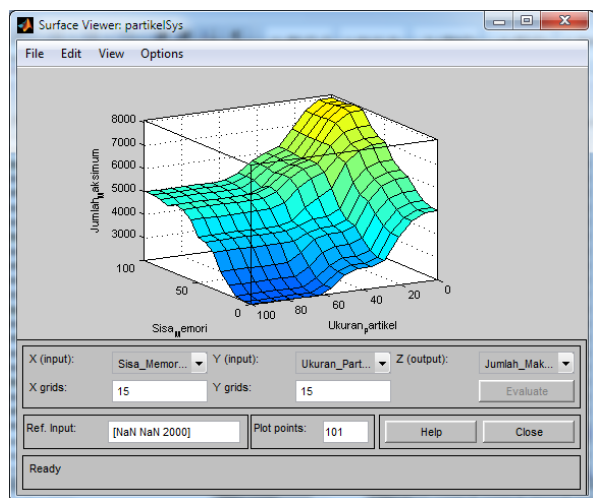 Surface Viewer: partikelSys
File Edit View Options
8000
7000
6000
5000
4000
3000
Jumlah_Maksimum
100
50
0
Sisa_Memori
100
80
60
40
20
0
Ukuran_Partikel
X (input): Sisa_Memor... Y (input): Ukuran_Part... Z (output): Jumlah_Mak...
X grids: 15 Y grids: 15 Evaluate
Ref. Input: [NaN NaN 2000] Plot points: 101 Help Close
Ready